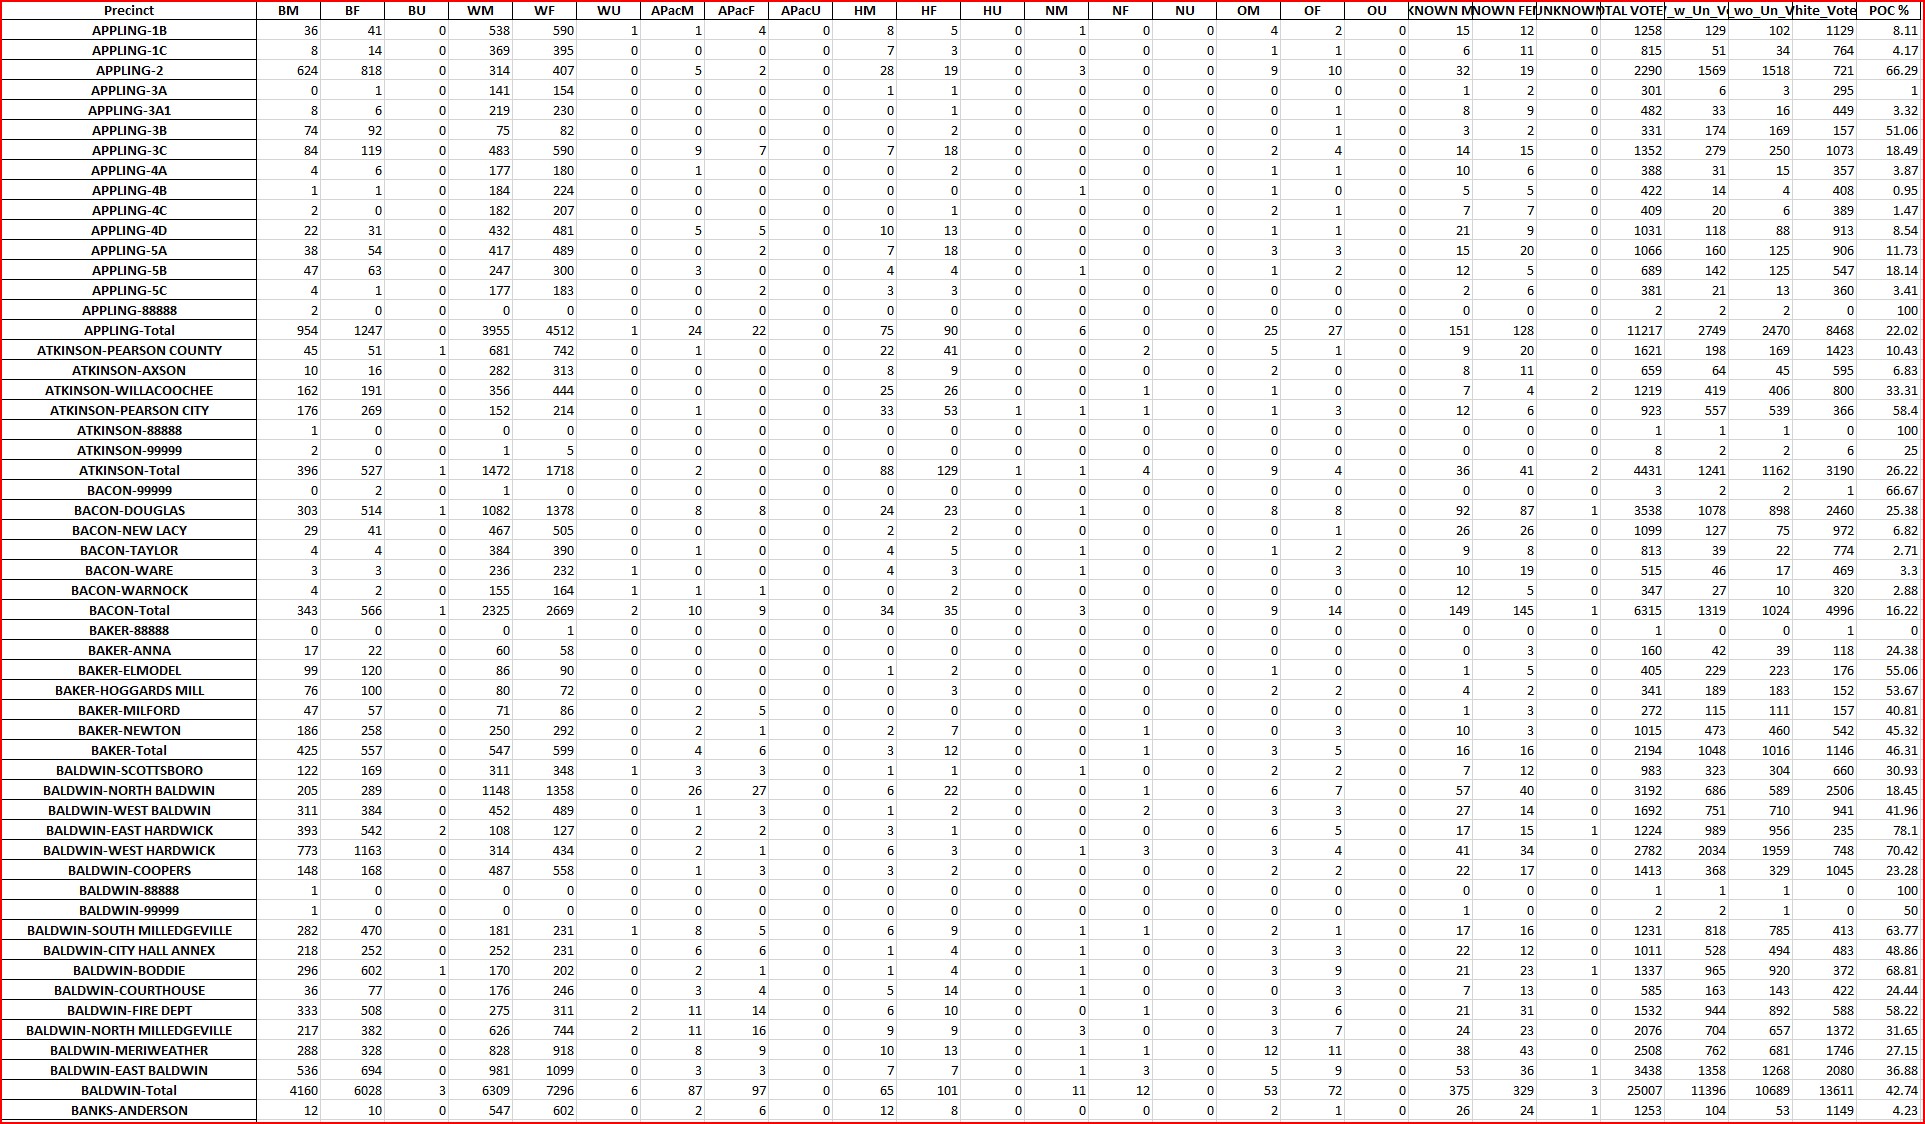 Precinct BM BF BU WM WF WU APacM APacF APacU HM HF HU NM NF NU OM OF OU KNOWN M NOWN FEI UNKNOWN OTAL VOTE _w_Un_V _wo_Un_V hite_Vote POC %
APPLING-1B 36 41 0 538 590 1 1 4 0 8 5 0 1 0 0 4 2 0 15 12 0 1258 129 102 1129 8.11
APPLING-1C 8 14 0 369 395 0 0 0 0 7 3 0 0 0 0 1 1 0 6 11 0 815 51 34 764 4.17
APPLING-2 624 818 0 314 407 0 5 2 0 28 19 0 3 0 0 9 10 0 32 19 0 2290 1569 1518 721 66.29
APPLING-3A 0 1 0 141 154 0 0 0 0 1 1 0 0 0 0 0 0 0 1 2 0 301 6 3 295 1
APPLING-3A1 8 6 0 219 230 0 0 0 0 0 1 0 0 0 0 0 1 0 8 9 0 482 33 16 449 3.32
APPLING-3B 74 92 0 75 82 0 0 0 0 0 2 0 0 0 0 0 1 0 3 2 0 331 174 169 157 51.06
APPLING-3C 84 119 0 483 590 0 9 7 0 7 18 0 0 0 0 2 4 0 14 15 0 1352 279 250 1073 18.49
APPLING-4A 4 6 0 177 180 0 1 0 0 0 2 0 0 0 0 1 1 0 10 6 0 388 31 15 357 3.87
APPLING-4B 1 1 0 184 224 0 0 0 0 0 0 0 1 0 0 1 0 0 5 5 0 422 14 4 408 0.95
APPLING-4C 2 0 0 182 207 0 0 0 0 0 1 0 0 0 0 2 1 0 7 7 0 409 20 6 389 1.47
APPLING-4D 22 31 0 432 481 0 5 5 0 10 13 0 0 0 0 1 1 0 21 9 0 1031 118 88 913 8.54
APPLING-5A 38 54 0 417 489 0 0 2 0 7 18 0 0 0 0 3 3 0 15 20 0 1066 160 125 906 11.73
APPLING-5B 47 63 0 247 300 0 3 0 0 4 4 0 1 0 0 1 2 0 12 5 0 689 142 125 547 18.14
APPLING-5C 4 1 0 177 183 0 0 2 0 3 3 0 0 0 0 0 0 0 2 6 0 381 21 13 360 3.41
APPLING-88888 2 0 0 0 0 0 0 0 0 0 0 0 0 0 0 0 0 0 0 0 0 2 2 2 0 100
APPLING-Total 954 1247 0 3955 4512 1 24 22 0 75 90 0 6 0 0 25 27 0 151 128 0 11217 2749 2470 8468 22.02
ATKINSON-PEARSON COUNTY 45 51 1 681 742 0 1 0 0 22 41 0 0 2 0 5 1 0 9 20 0 1621 198 169 1423 10.43
ATKINSON-AXSON 10 16 0 282 313 0 0 0 0 8 9 0 0 0 0 2 0 0 8 11 0 659 64 45 595 6.83
ATKINSON-WILLACOOCHEE 162 191 0 356 444 0 0 0 0 25 26 0 0 1 0 1 0 0 7 4 2 1219 419 406 800 33.31
ATKINSON-PEARSON CITY 176 269 0 152 214 0 1 0 0 33 53 1 1 1 0 1 3 0 12 6 0 923 557 539 366 58.4
ATKINSON-88888 1 0 0 0 0 0 0 0 0 0 0 0 0 0 0 0 0 0 0 0 0 1 1 1 0 100
ATKINSON-99999 2 0 0 1 5 0 0 0 0 0 0 0 0 0 0 0 0 0 0 0 0 8 2 2 6 25
ATKINSON-Total 396 527 1 1472 1718 0 2 0 0 88 129 1 1 4 0 9 4 0 36 41 2 4431 1241 1162 3190 26.22
BACON-99999 0 2 0 1 0 0 0 0 0 0 0 0 0 0 0 0 0 0 0 0 0 3 2 2 1 66.67
BACON-DOUGLAS 303 514 1 1082 1378 0 8 8 0 24 23 0 1 0 0 8 8 0 92 87 1 3538 1078 898 2460 25.38
BACON-NEW LACY 29 41 0 467 505 0 0 0 0 2 2 0 0 0 0 0 1 0 26 26 0 1099 127 75 972 6.82
BACON-TAYLOR 4 4 0 384 390 0 1 0 0 4 5 0 1 0 0 1 2 0 9 8 0 813 39 22 774 2.71
BACON-WARE 3 3 0 236 232 1 0 0 0 4 3 0 1 0 0 0 3 0 10 19 0 515 46 17 469 3.3
BACON-WARNOCK 4 2 0 155 164 1 1 1 0 0 2 0 0 0 0 0 0 0 12 5 0 347 27 10 320 2.88
BACON-Total 343 566 1 2325 2669 2 10 9 0 34 35 0 3 0 0 9 14 0 149 145 1 6315 1319 1024 4996 16.22
BAKER-88888 0 0 0 0 1 0 0 0 0 0 0 0 0 0 0 0 0 0 0 0 0 1 0 0 1 0
BAKER-ANNA 17 22 0 60 58 0 0 0 0 0 0 0 0 0 0 0 0 0 0 3 0 160 42 39 118 24.38
BAKER-ELMODEL 99 120 0 86 90 0 0 0 0 1 2 0 0 0 0 1 0 0 1 5 0 405 229 223 176 55.06
BAKER-HOGGARDS MILL 76 100 0 80 72 0 0 0 0 0 3 0 0 0 0 2 2 0 4 2 0 341 189 183 152 53.67
BAKER-MILFORD 47 57 0 71 86 0 2 5 0 0 0 0 0 0 0 0 0 0 1 3 0 272 115 111 157 40.81
BAKER-NEWTON 186 258 0 250 292 0 2 1 0 2 7 0 0 1 0 0 3 0 10 3 0 1015 473 460 542 45.32
BAKER-Total 425 557 0 547 599 0 4 6 0 3 12 0 0 1 0 3 5 0 16 16 0 2194 1048 1016 1146 46.31
BALDWIN-SCOTTSBORO 122 169 0 311 348 1 3 3 0 1 1 0 1 0 0 2 2 0 7 12 0 983 323 304 660 30.93
BALDWIN-NORTH BALDWIN 205 289 0 1148 1358 0 26 27 0 6 22 0 0 1 0 6 7 0 57 40 0 3192 686 589 2506 18.45
BALDWIN-WEST BALDWIN 311 384 0 452 489 0 1 3 0 1 2 0 0 2 0 3 3 0 27 14 0 1692 751 710 941 41.96
BALDWIN-EAST HARDWICK 393 542 2 108 127 0 2 2 0 3 1 0 0 0 0 6 5 0 17 15 1 1224 989 956 235 78.1
BALDWIN-WEST HARDWICK 773 1163 0 314 434 0 2 1 0 6 3 0 1 3 0 3 4 0 41 34 0 2782 2034 1959 748 70.42
BALDWIN-COOPERS 148 168 0 487 558 0 1 3 0 3 2 0 0 0 0 2 2 0 22 17 0 1413 368 329 1045 23.28
BALDWIN-88888 1 0 0 0 0 0 0 0 0 0 0 0 0 0 0 0 0 0 0 0 0 1 1 1 0 100
BALDWIN-99999 1 0 0 0 0 0 0 0 0 0 0 0 0 0 0 0 0 0 1 0 0 2 2 1 0 50
BALDWIN-SOUTH MILLEDGEVILLE 282 470 0 181 231 1 8 5 0 6 9 0 1 1 0 2 1 0 17 16 0 1231 818 785 413 63.77
BALDWIN-CITY HALL ANNEX 218 252 0 252 231 0 6 6 0 1 4 0 1 0 0 3 3 0 22 12 0 1011 528 494 483 48.86
BALDWIN-BODDIE 296 602 1 170 202 0 2 1 0 1 4 0 1 0 0 3 9 0 21 23 1 1337 965 920 372 68.81
BALDWIN-COURTHOUSE 36 77 0 176 246 0 3 4 0 5 14 0 1 0 0 0 3 0 7 13 0 585 163 143 422 24.44
BALDWIN-FIRE DEPT 333 508 0 275 311 2 11 14 0 6 10 0 0 1 0 3 6 0 21 31 0 1532 944 892 588 58.22
BALDWIN-NORTH MILLEDGEVILLE 217 382 0 626 744 2 11 16 0 9 9 0 3 0 0 3 7 0 24 23 0 2076 704 657 1372 31.65
BALDWIN-MERIWEATHER 288 328 0 828 918 0 8 9 0 10 13 0 1 1 0 12 11 0 38 43 0 2508 762 681 1746 27.15
BALDWIN-EAST BALDWIN 536 694 0 981 1099 0 3 3 0 7 7 0 1 3 0 5 9 0 53 36 1 3438 1358 1268 2080 36.88
BALDWIN-Total 4160 6028 3 6309 7296 6 87 97 0 65 101 0 11 12 0 53 72 0 375 329 3 25007 11396 10689 13611 42.74
BANKS-ANDERSON 12 10 0 547 602 0 2 6 0 12 8 0 0 0 0 2 1 0 26 24 1 1253 104 53 1149 4.23